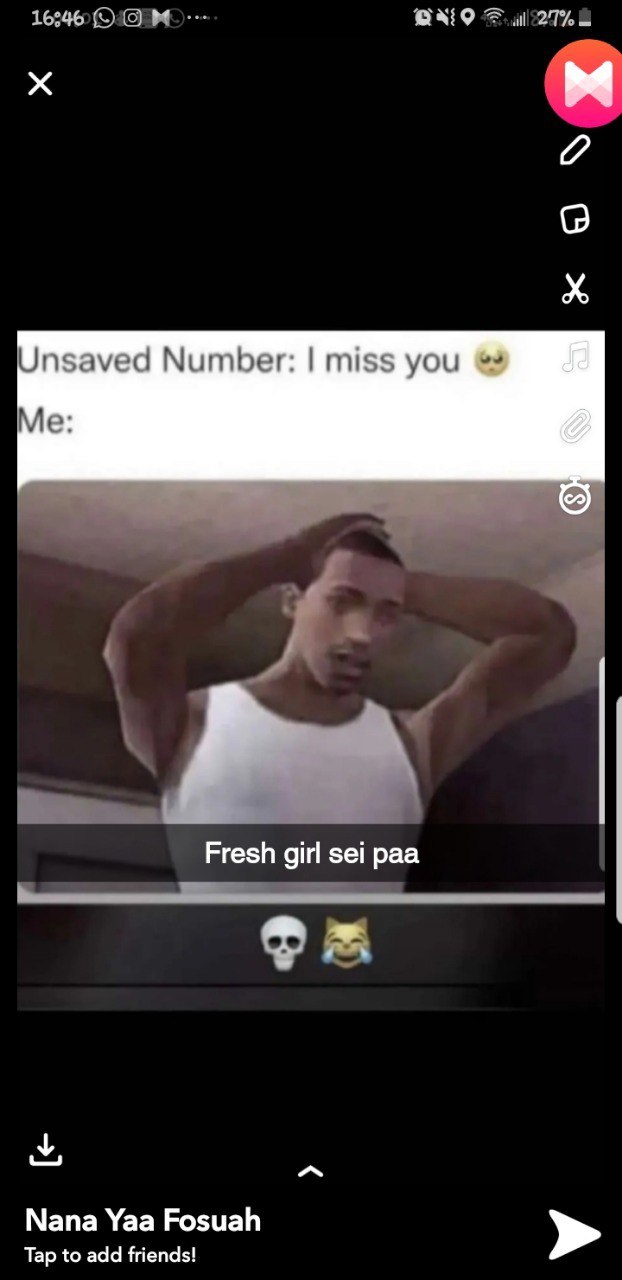 16:46
27%
Unsaved Number: I miss you 🥺
Me:
Fresh girl sei paa
💀 😹
Nana Yaa Fosuah
Tap to add friends!